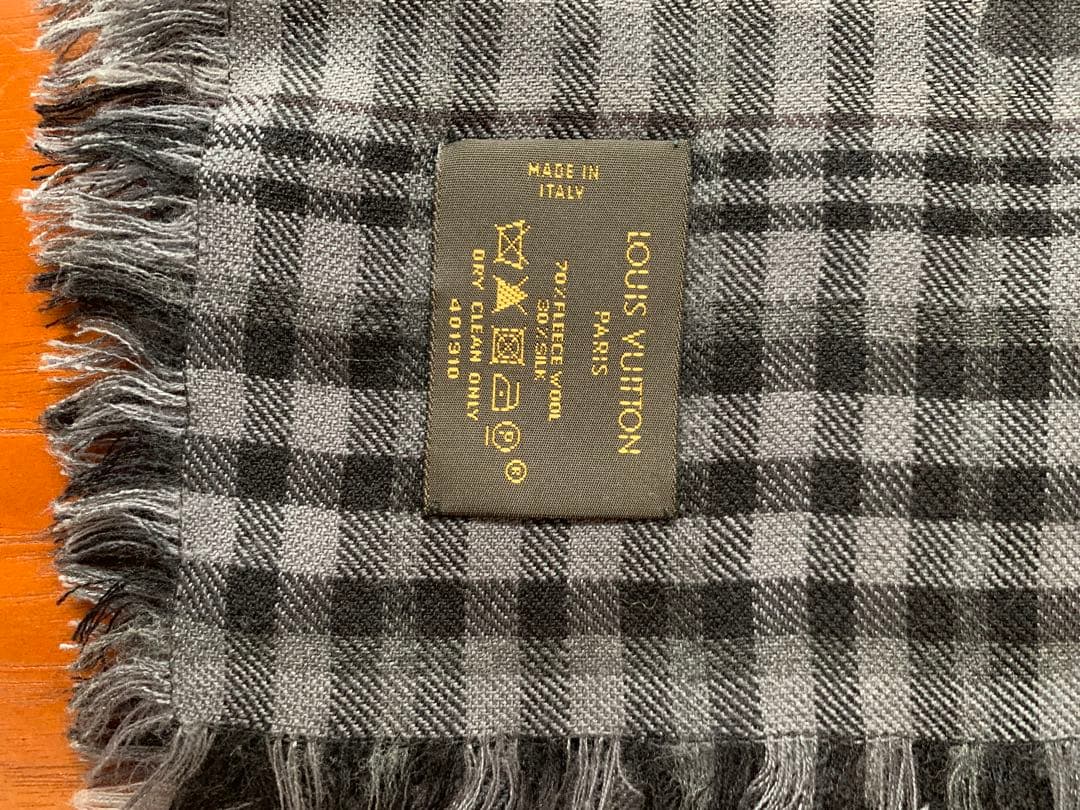 LOUIS VUITTON
PARIS
70% FLEECE WOOL
30% SILK
P
®
DRY CLEAN ONLY
401910
MADE IN
ITALY